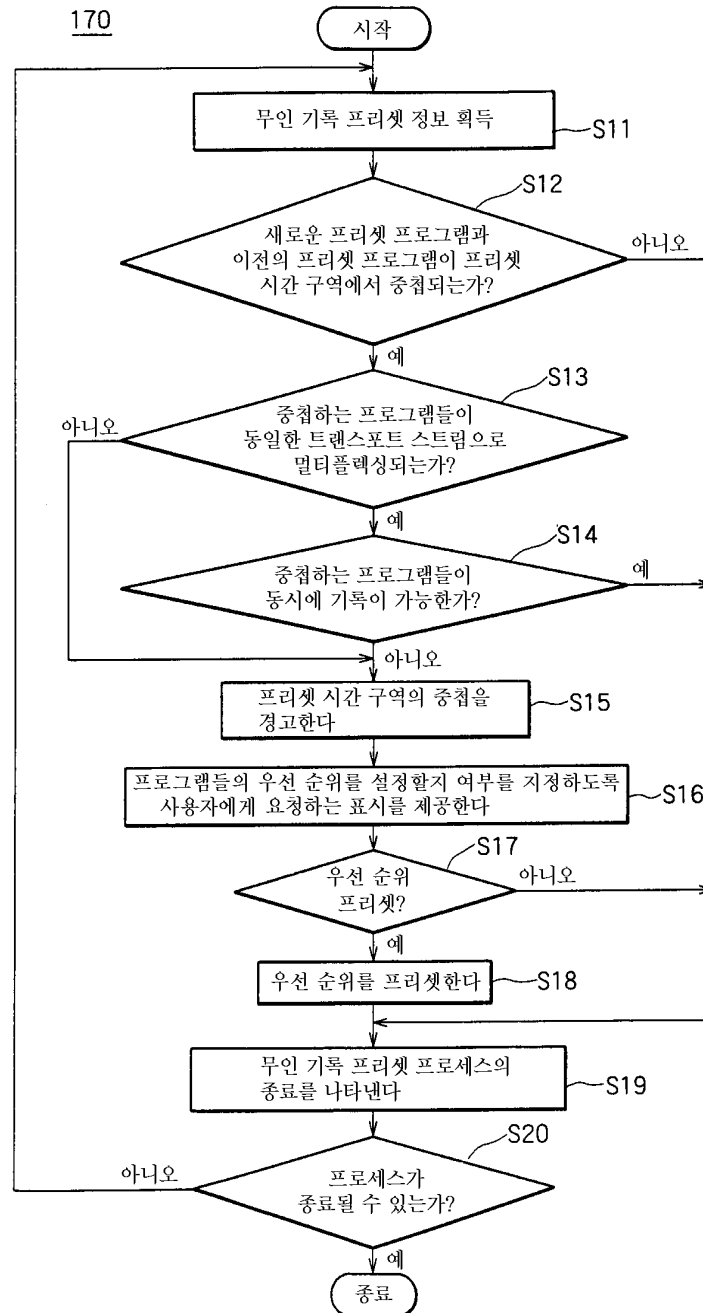 170
시작
무인 기록 프리셋 정보 획득
S11
S12
새로운 프리셋 프로그램과
이전의 프리셋 프로그램이 프리셋
시간 구역에서 중첩되는가?
아니오
예
S13
아니오
중첩하는 프로그램들이
동일한 트랜스포트 스트림으로
멀티플렉싱되는가?
예
S14
중첩하는 프로그램들이
동시에 기록이 가능한가?
예
아니오
프리셋 시간 구역의 중첩을
경고한다
S15
프로그램들의 우선 순위를 설정할지 여부를 지정하도록
사용자에게 요청하는 표시를 제공한다
S16
S17
우선 순위
프리셋?
아니오
예
우선 순위를 프리셋한다
S18
무인 기록 프리셋 프로세스의
종료를 나타낸다
S19
S20
아니오
프로세스가
종료될 수 있는가?
예
종료